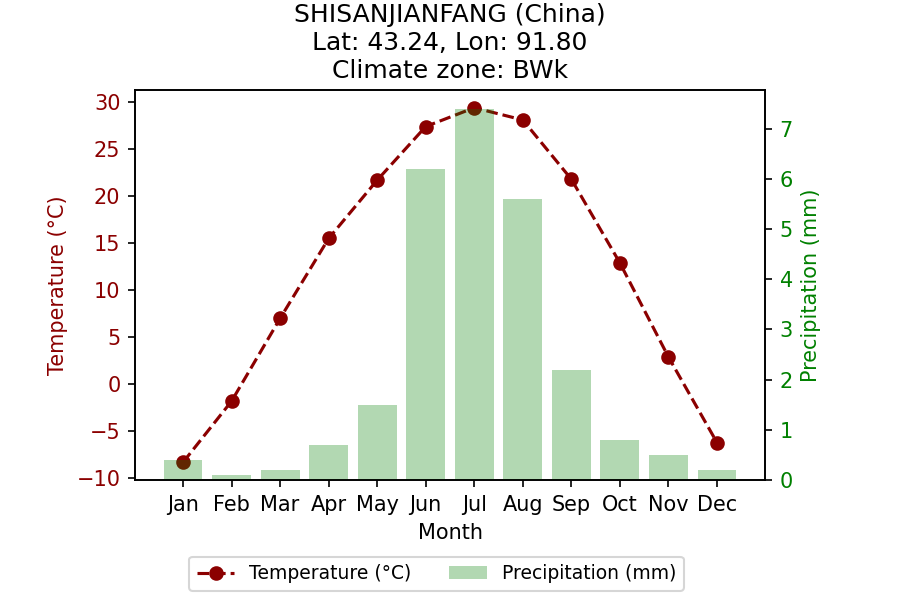 SHISANJIANFANG (China)
Lat: 43.24, Lon: 91.80
Climate zone: BWk
30
25
20
15
10
5
0
−5
−10
Temperature (°C)
7
6
5
4
3
2
1
0
Precipitation (mm)
Jan Feb Mar Apr May Jun Jul Aug Sep Oct Nov Dec
Month
Temperature (°C) Precipitation (mm)